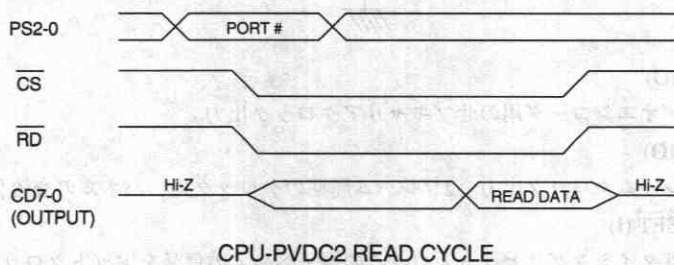 PS2-0
PORT #
CS
RD
CD7-0
(OUTPUT)
Hi-Z
READ DATA
Hi-Z
CPU-PVDC2 READ CYCLE